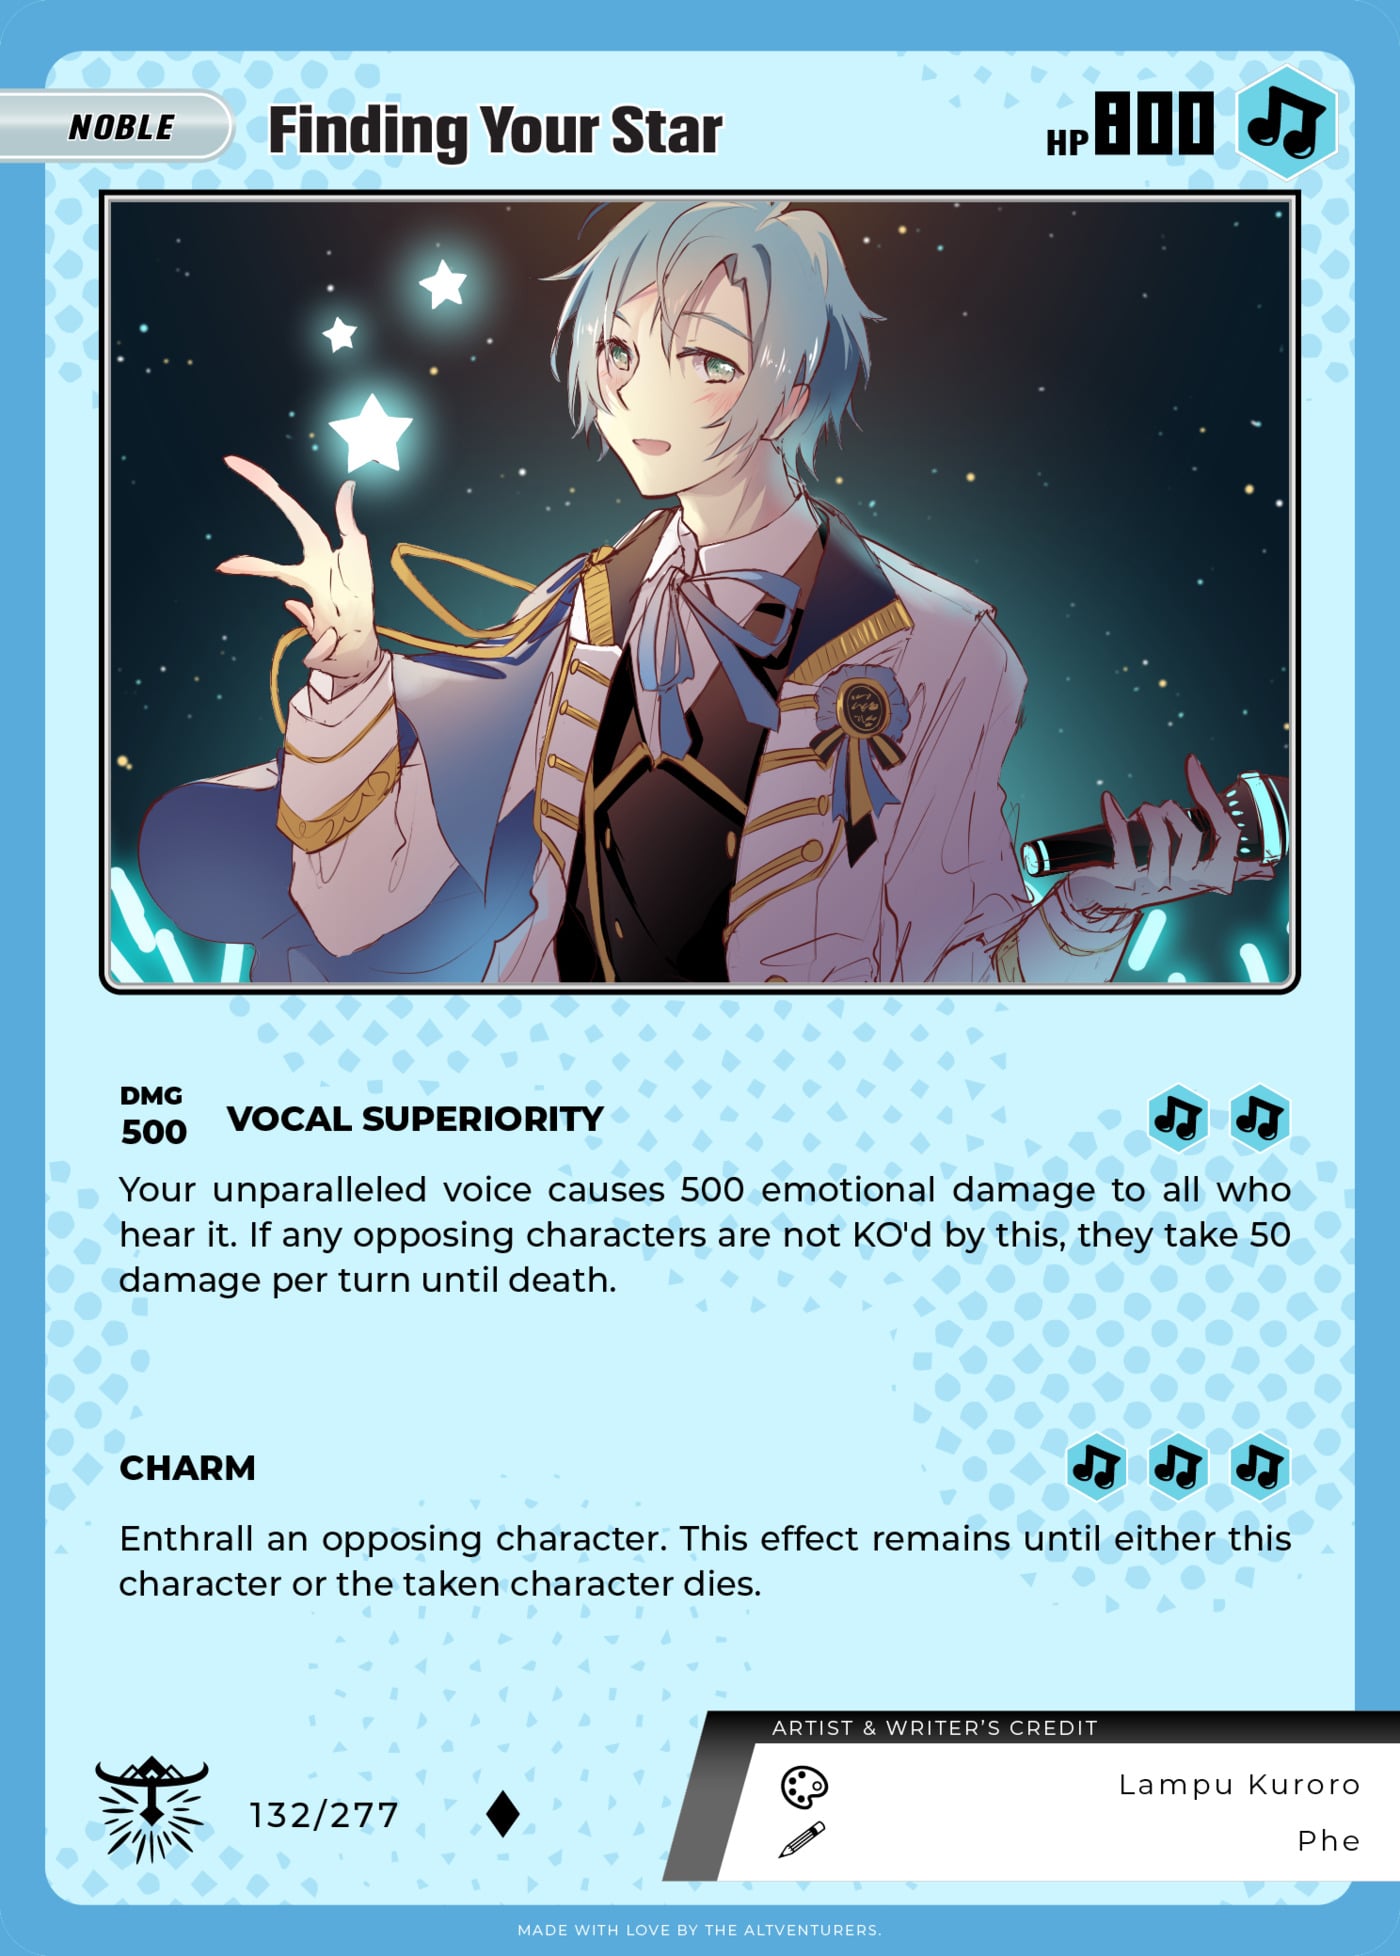 NOBLE
Finding Your Star
HP 800
DMG
500
VOCAL SUPERIORITY
Your unparalleled voice causes 500 emotional damage to all who
hear it. If any opposing characters are not KO'd by this, they take 50
damage per turn until death.
CHARM
Enthrall an opposing character. This effect remains until either this
character or the taken character dies.
132/277
ARTIST & WRITER’S CREDIT
Lampu Kuroro
Phe
MADE WITH LOVE BY THE ALTVENTURERS.